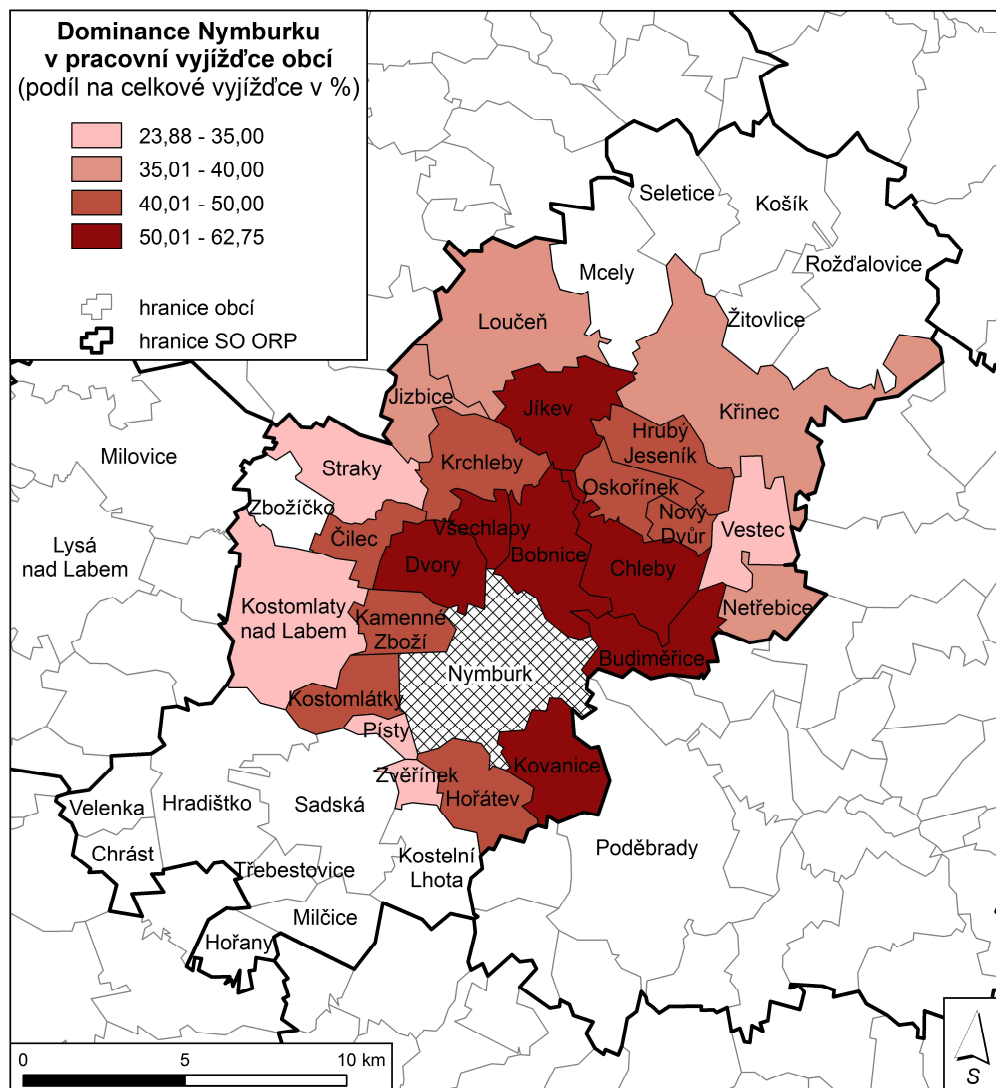 Dominance Nymburku
v pracovní vyjížďce obcí
(podíl na celkové vyjížďce v %)
23,88 - 35,00
35,01 - 40,00
40,01 - 50,00
50,01 - 62,75
hranice obcí
hranice SO ORP
Seletice
Košík
Mcely
Rožďalovice
Loučeň
Žitovlice
Jizbice
Jíkev
Křinec
Hrubý
Jeseník
Milovice
Straky
Krchleby
Oskořínek
Zbožíčko
Nový
Dvůr
Vestec
Čilec
Všechlapy
Lysá
nad Labem
Dvory
Bobnice
Chleby
Kostomlaty
nad Labem
Netřebice
Kamenné
Zboží
Budiměřice
Nymburk
Kostomlátky
Písty
Kovanice
Zvěřínek
Hořátev
Velenka
Hradištko
Sadská
Chrást
Kostelní
Lhota
Poděbrady
Třebestovice
Milčice
Hořany
0 5 10 km
S